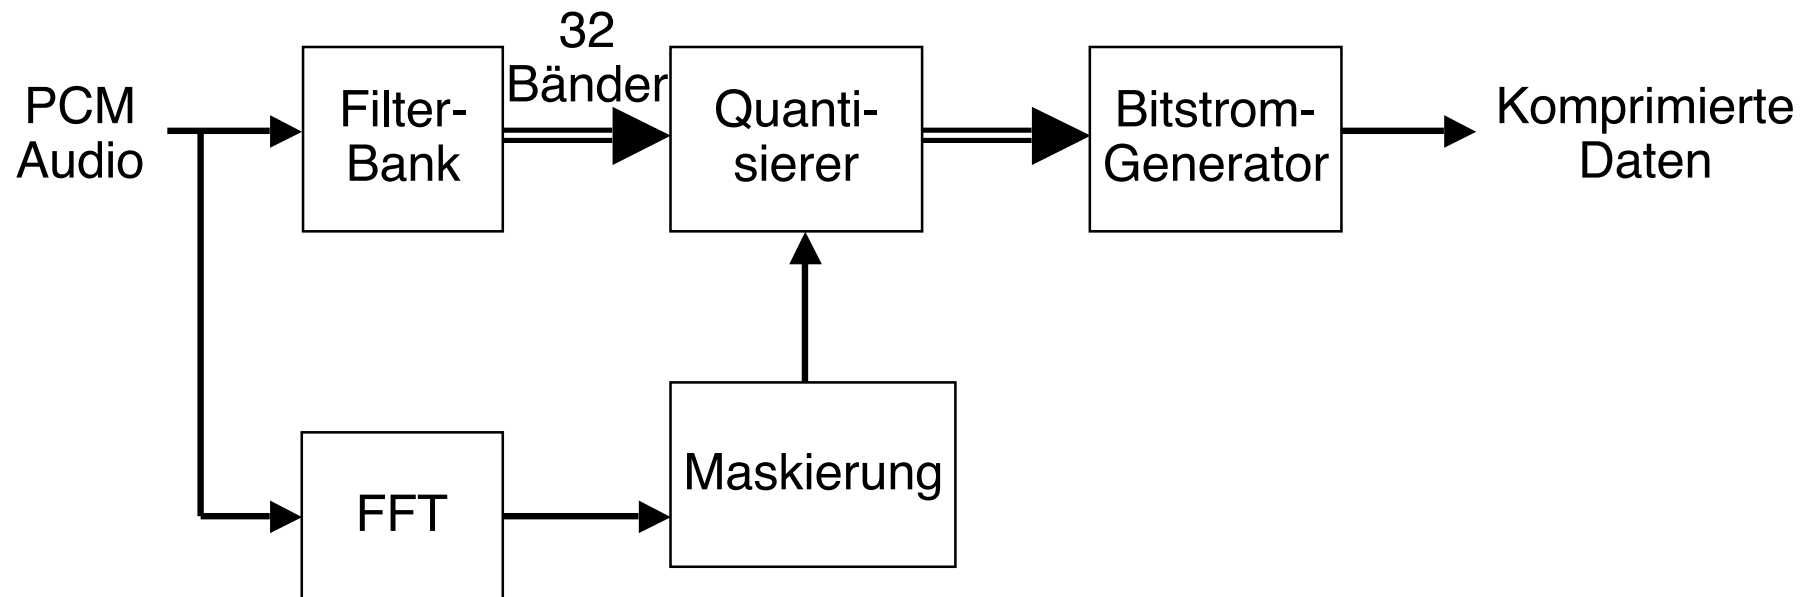 PCM
Audio
Filter-
Bank
32
Bänder
Quanti-
sierer
Bitstrom-
Generator
Komprimierte
Daten
FFT
Maskierung